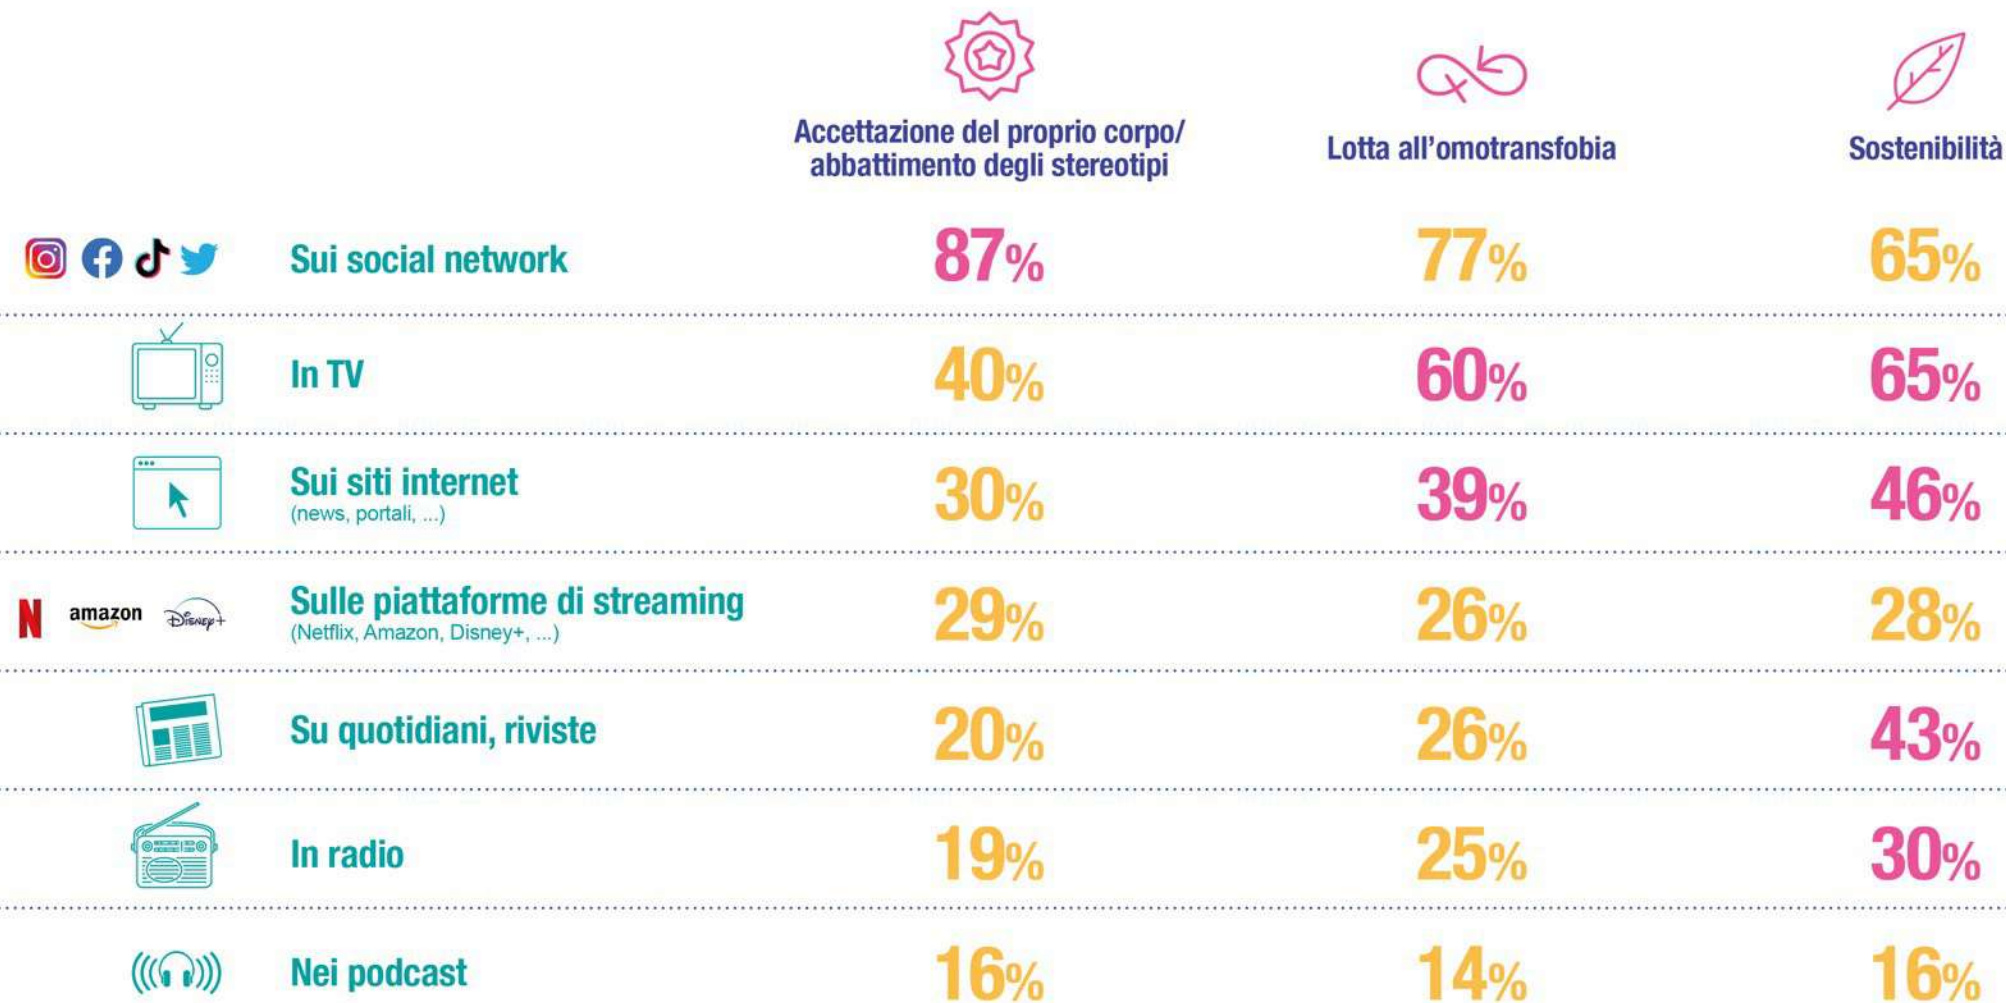 Accettazione del proprio corpo/
abbattimento degli stereotipi
Lotta all'omotransfobia
Sostenibilità
Sui social network
87%
77%
65%
In TV
40%
60%
65%
Sui siti internet
(news, portali, ...)
30%
39%
46%
N
amazon
Disney+
Sulle piattaforme di streaming
(Netflix, Amazon, Disney+, ...)
29%
26%
28%
Su quotidiani, riviste
20%
26%
43%
In radio
19%
25%
30%
Nei podcast
16%
14%
16%